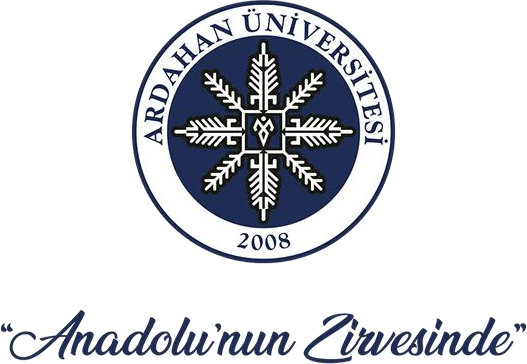 ARDAHAN ÜNİVERSİTESİ
2008
“Anadolu’nun Zirvesinde”